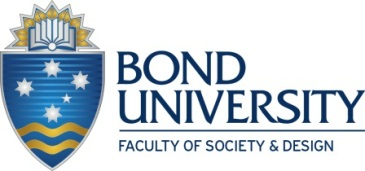 BOND
UNIVERSITY
FACULTY OF SOCIETY & DESIGN